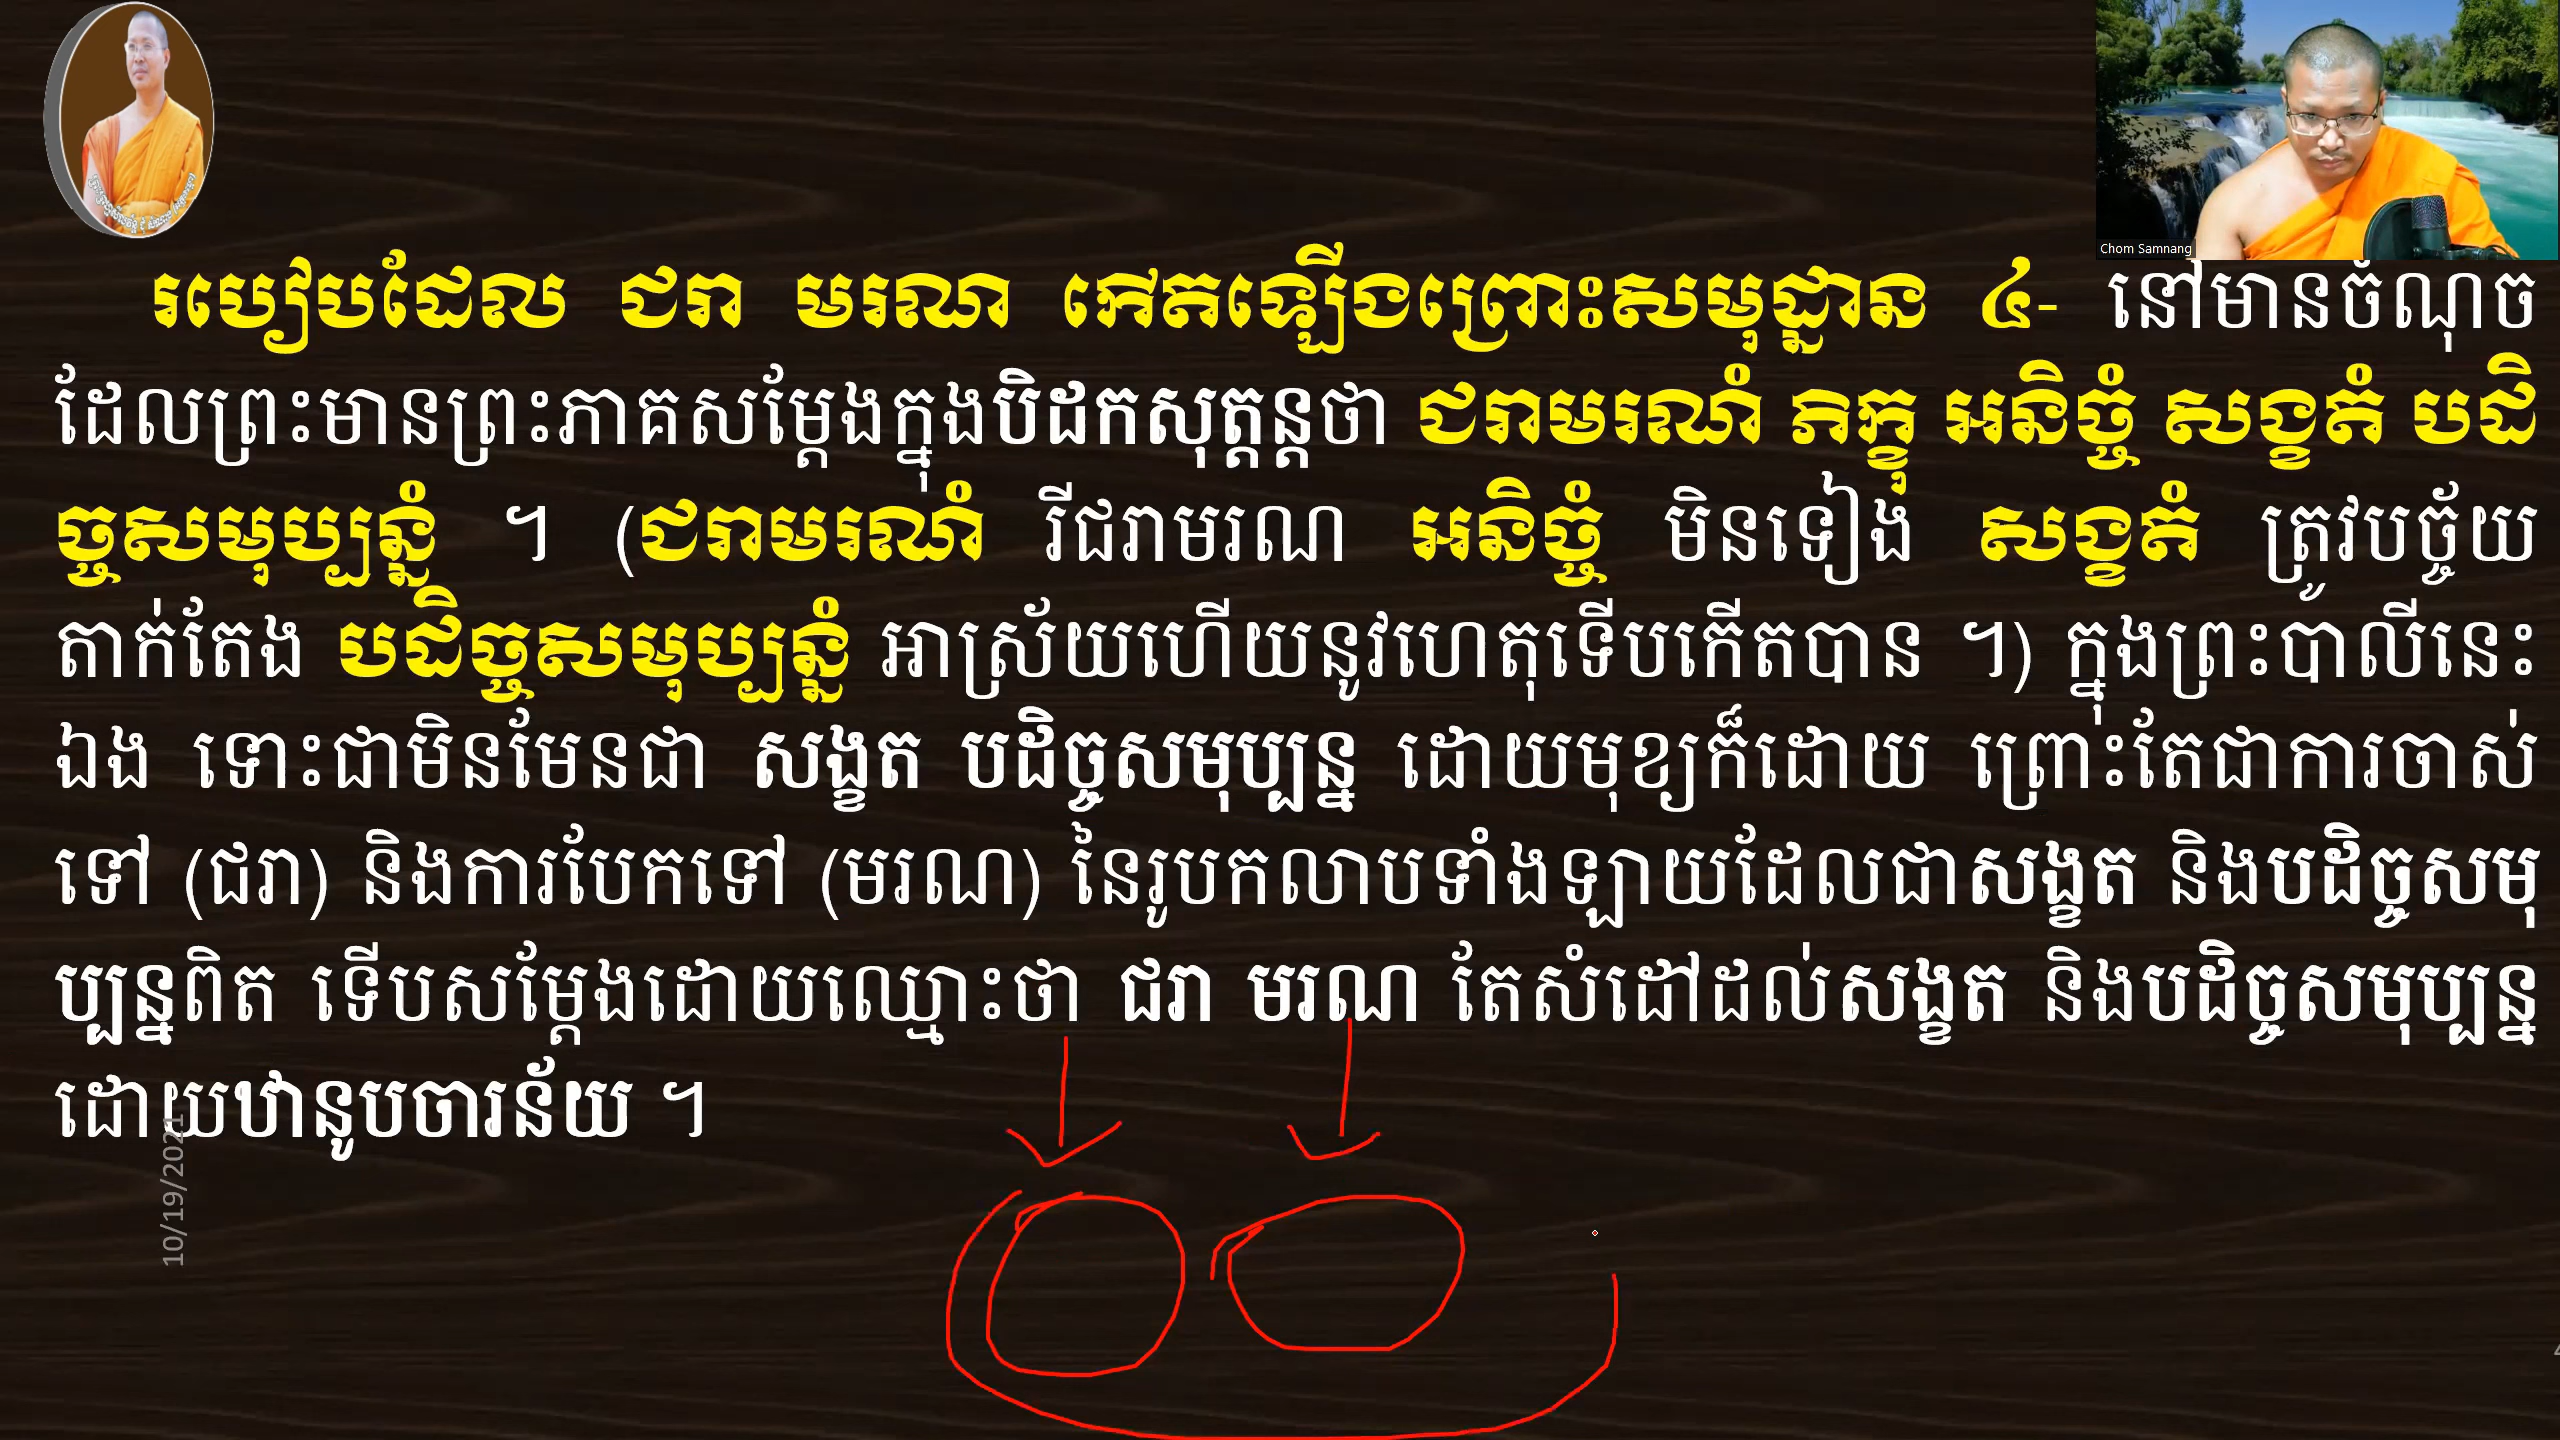 Chom Samnang
របៀបដែល ជរា មរណ កើតឡើងព្រោះសមុដ្ឋាន ៤- នៅមានចំណុច
ដែលព្រះមានព្រះភាគសម្ដែងក្នុងបិដកសុត្តន្តថា ជរាមរណំ ភិក្ខុ អនិច្ចំ សង្ខតំ បដិ
ច្ចសមុប្បន្នំ ។ (ជរាមរណំ រីជរាមរណ អនិច្ចំ មិនទៀង សង្ខតំ ត្រូវបច្ច័យ
តាក់តែង បដិច្ចសមុប្បន្នំ អាស្រ័យហើយនូវហេតុទើបកើតបាន ។) ក្នុងព្រះបាលីនេះ
ឯង ទោះជាមិនមែនជា សង្ខត បដិច្ចសមុប្បន្ន ដោយមុខ្យក៏ដោយ ព្រោះតែជាការចាស់
ទៅ (ជរា) និងការបែកទៅ (មរណ) នៃរូបកលាបទាំងឡាយដែលជាសង្ខត និងបដិច្ចសមុ
ប្បន្នពិត ទើបសម្ដែងដោយឈ្មោះថា ជរា មរណ តែសំដៅដល់សង្ខត និងបដិច្ចសមុប្បន្ន
ដោយឋានូបចារន័យ ។
10/19/2021